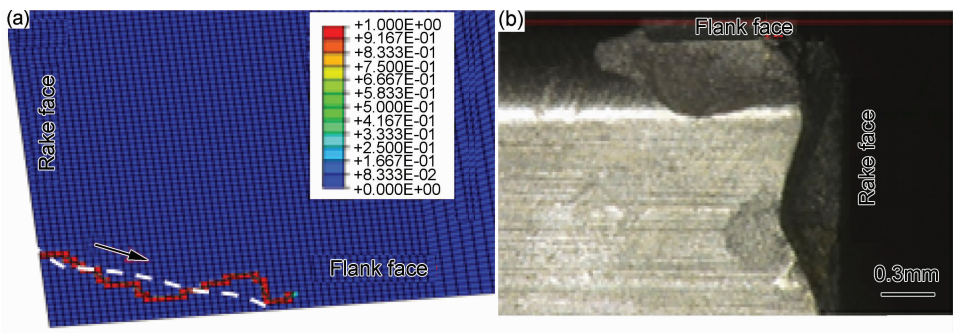 (a)
+1.000E+00
+9.167E-01
+8.333E-01
+7.500E-01
+6.667E-01
+5.833E-01
+5.000E-01
+4.167E-01
+3.333E-01
+2.500E-01
+1.667E-01
+8.333E-02
+0.000E+00
Rake face
Flank face
(b)
Flank face
Rake face
0.3mm